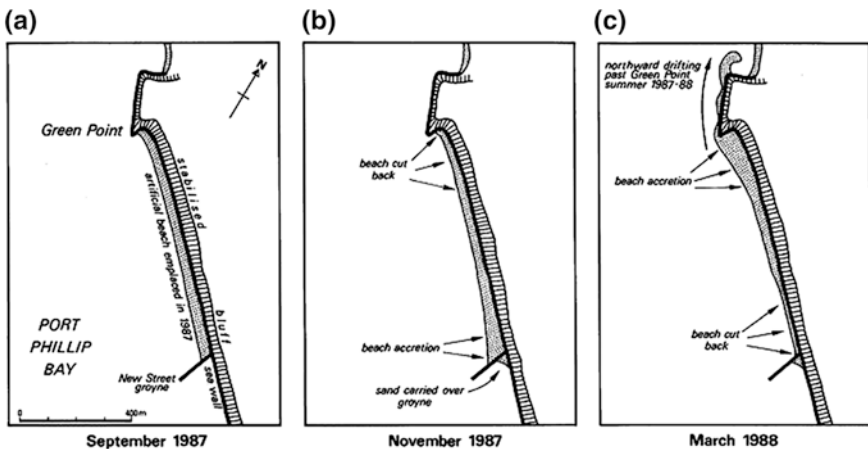 (a)
N
Green Point
stabilised
artificial beach emplaced in 1987
bluff
PORT
PHILLIP
BAY
New Street
groyne
sea wall
0 400m
September 1987
(b)
beach cut
back
beach accretion
sand carried over
groyne
November 1987
(c)
northward drifting
past Green Point
summer 1987-88
beach accretion
beach cut
back
March 1988